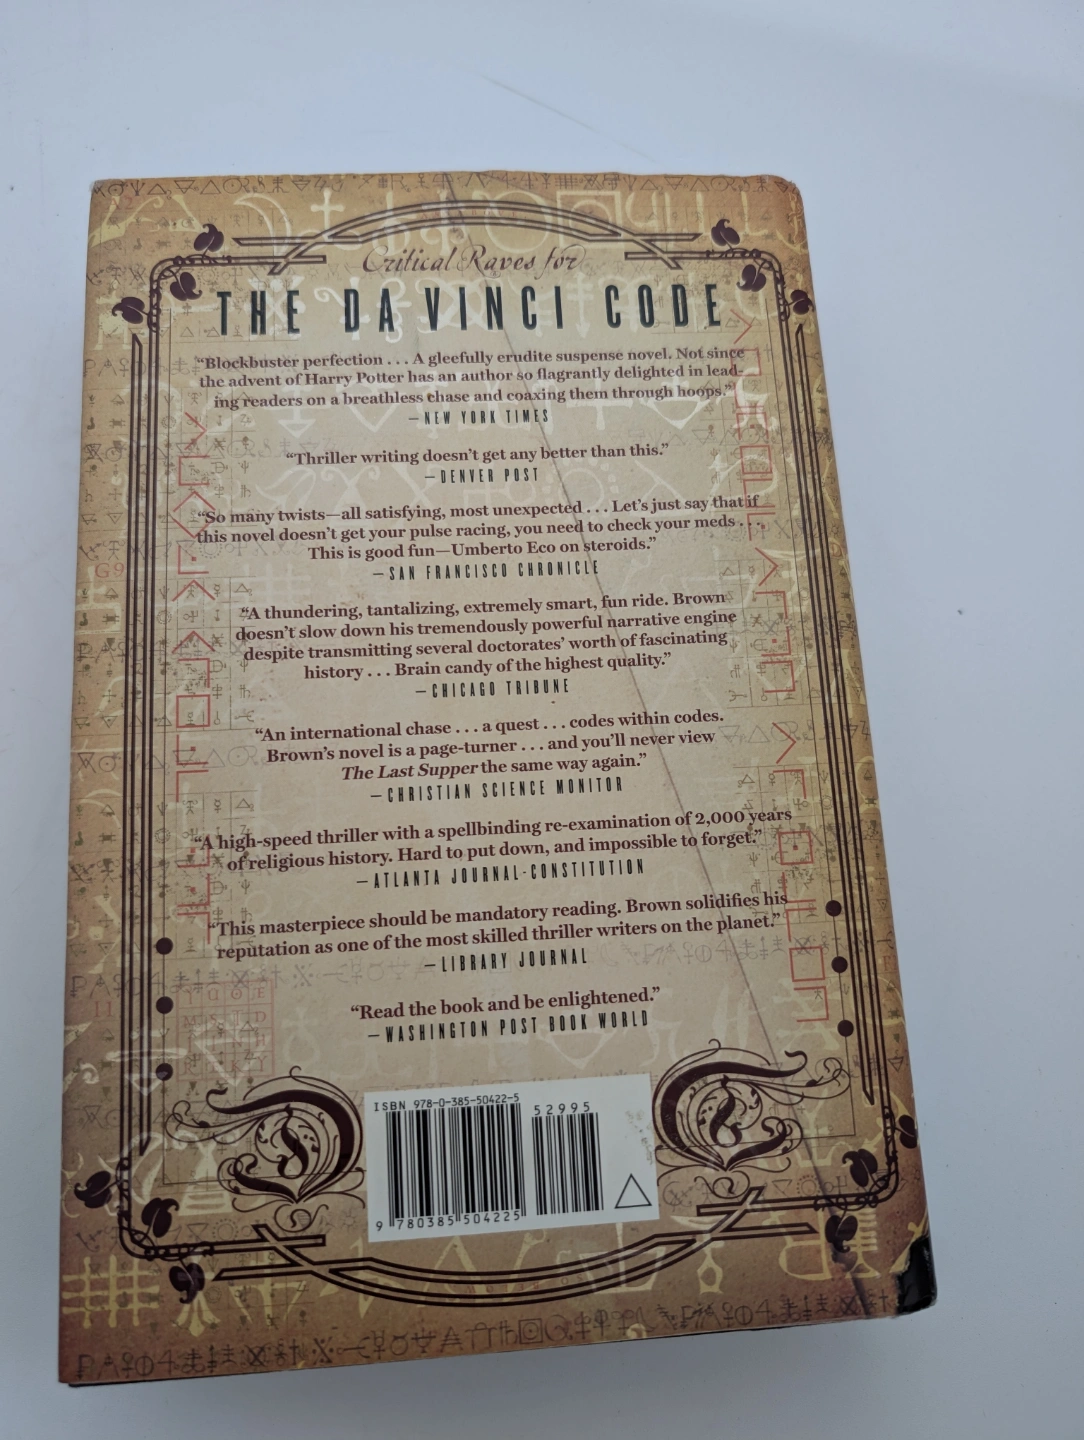 Critical Raves for
THE DA VINCI CODE
“Blockbuster perfection . . . A gleefully erudite suspense novel. Not since
the advent of Harry Potter has an author so flagrantly delighted in lead-
ing readers on a breathless chase and coaxing them through hoops.”
—NEW YORK TIMES
“Thriller writing doesn’t get any better than this.”
—DENVER POST
“So many twists—all satisfying, most unexpected . . . Let’s just say that if
this novel doesn’t get your pulse racing, you need to check your meds . . .
This is good fun—Umberto Eco on steroids.”
—SAN FRANCISCO CHRONICLE
“A thundering, tantalizing, extremely smart, fun ride. Brown
doesn’t slow down his tremendously powerful narrative engine
despite transmitting several doctorates’ worth of fascinating
history . . . Brain candy of the highest quality.”
—CHICAGO TRIBUNE
“An international chase . . . a quest . . . codes within codes.
Brown’s novel is a page-turner . . . and you’ll never view
The Last Supper the same way again.”
—CHRISTIAN SCIENCE MONITOR
“A high-speed thriller with a spellbinding re-examination of 2,000 years
of religious history. Hard to put down, and impossible to forget.”
—ATLANTA JOURNAL-CONSTITUTION
“This masterpiece should be mandatory reading. Brown solidifies his
reputation as one of the most skilled thriller writers on the planet.”
—LIBRARY JOURNAL
“Read the book and be enlightened.”
—WASHINGTON POST BOOK WORLD
ISBN 978-0-385-50422-5
52995
9 780385 504225